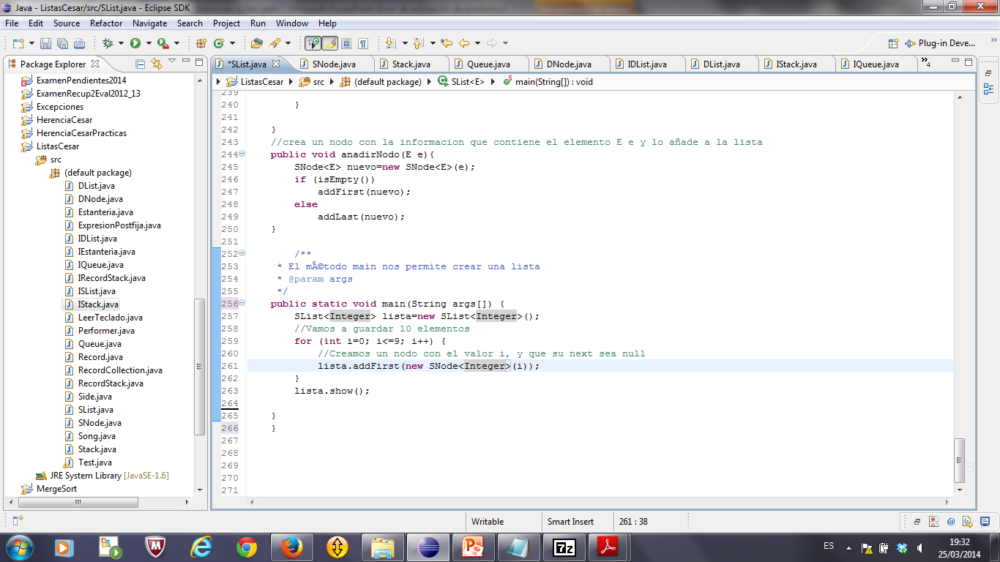 Java - ListasCesar/src/SList.java - Eclipse SDK
File Edit Source Refactor Navigate Search Project Run Window Help
Plug-in Deve...
Package Explorer
*SList.java SNode.java Stack.java Queue.java DNode.java IDList.java DList.java IStack.java IQueue.java »4
ListasCesar src (default package) SList<E> main(String[]) : void
ExamenPendientes2014
ExamenRecup2Eval2012_13
Excepciones
HerenciaCesar
HerenciaCesarPracticas
ListasCesar
src
(default package)
DList.java
DNode.java
Estanteria.java
ExpresionPostfija.java
IDList.java
IEstanteria.java
IQueue.java
IRecordStack.java
ISList.java
IStack.java
LeerTeclado.java
Performer.java
Queue.java
Record.java
RecordCollection.java
RecordStack.java
Side.java
SList.java
SNode.java
Song.java
Stack.java
Test.java
JRE System Library [JavaSE-1.6]
MergeSort
239
240 }
241
242 }
243 //crea un nodo con la informacion que contiene el elemento E e y lo añade a la lista
244 public void anadirNodo(E e){
245 SNode<E> nuevo=new SNode<E>(e);
246 if (isEmpty())
247 addFirst(nuevo);
248 else
249 addLast(nuevo);
250 }
251
252 /**
253 * El mÃ©todo main nos permite crear una lista
254 * @param args
255 */
256 public static void main(String args[]) {
257 SList<Integer> lista=new SList<Integer>();
258 //Vamos a guardar 10 elementos
259 for (int i=0; i<=9; i++) {
260 //Creamos un nodo con el valor i, y que su next sea null
261 lista.addFirst(new SNode<Integer>(i));
262 }
263 lista.show();
264
265 }
266 }
267
268
269
270
271
Writable Smart Insert 261 : 38
ES 19:32
25/03/2014